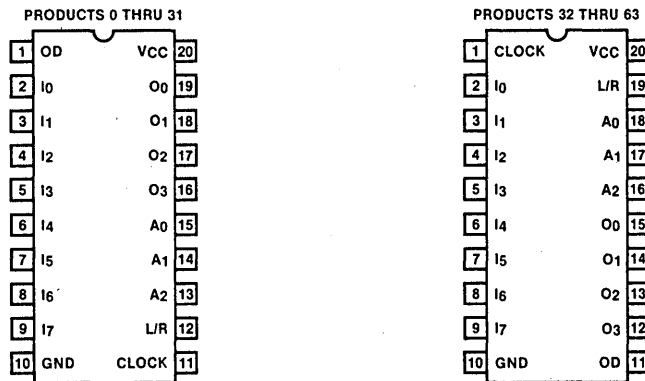 PRODUCTS 0 THRU 31
1 OD VCC 20
2 I0 O0 19
3 I1 O1 18
4 I2 O2 17
5 I3 O3 16
6 I4 A0 15
7 I5 A1 14
8 I6 A2 13
9 I7 L/R 12
10 GND CLOCK 11
PRODUCTS 32 THRU 63
1 CLOCK VCC 20
2 I0 L/R 19
3 I1 A0 18
4 I2 A1 17
5 I3 A2 16
6 I4 O0 15
7 I5 O1 14
8 I6 O2 13
9 I7 O3 12
10 GND OD 11